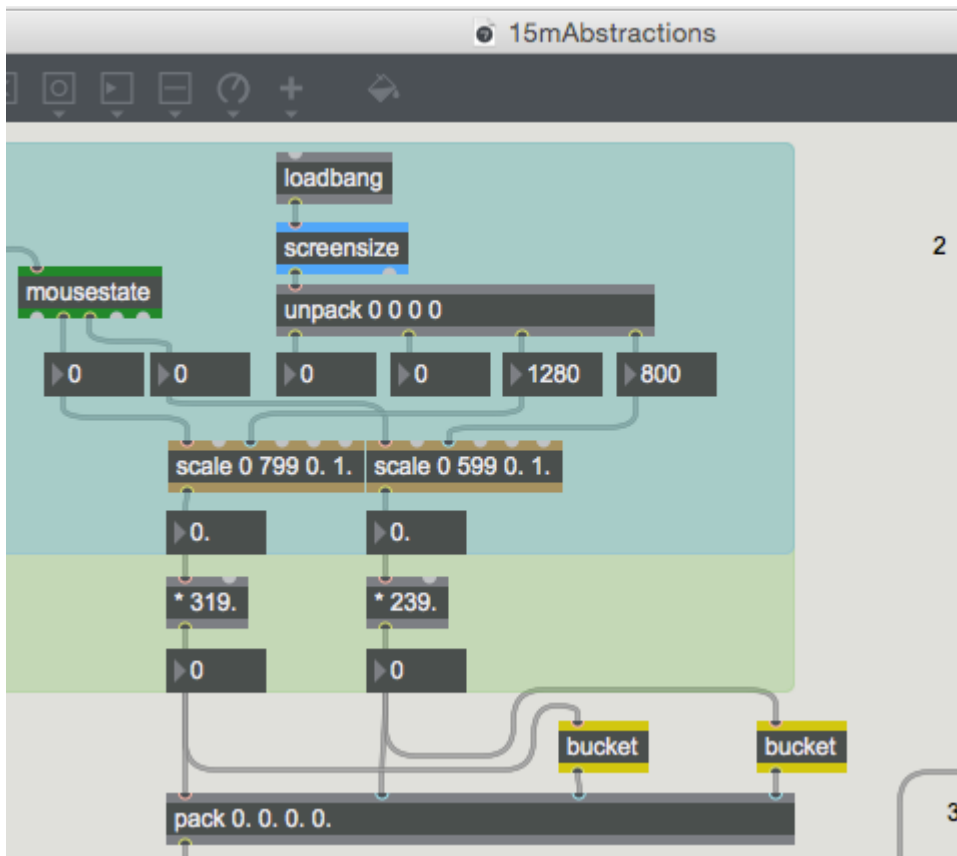 15mAbstractions
loadbang
screensize
2
mousestate
unpack 0 0 0 0
0
0
0
0
1280
800
scale 0 799 0. 1.
scale 0 599 0. 1.
0.
0.
* 319.
* 239.
0
0
bucket
bucket
pack 0. 0. 0. 0.
3